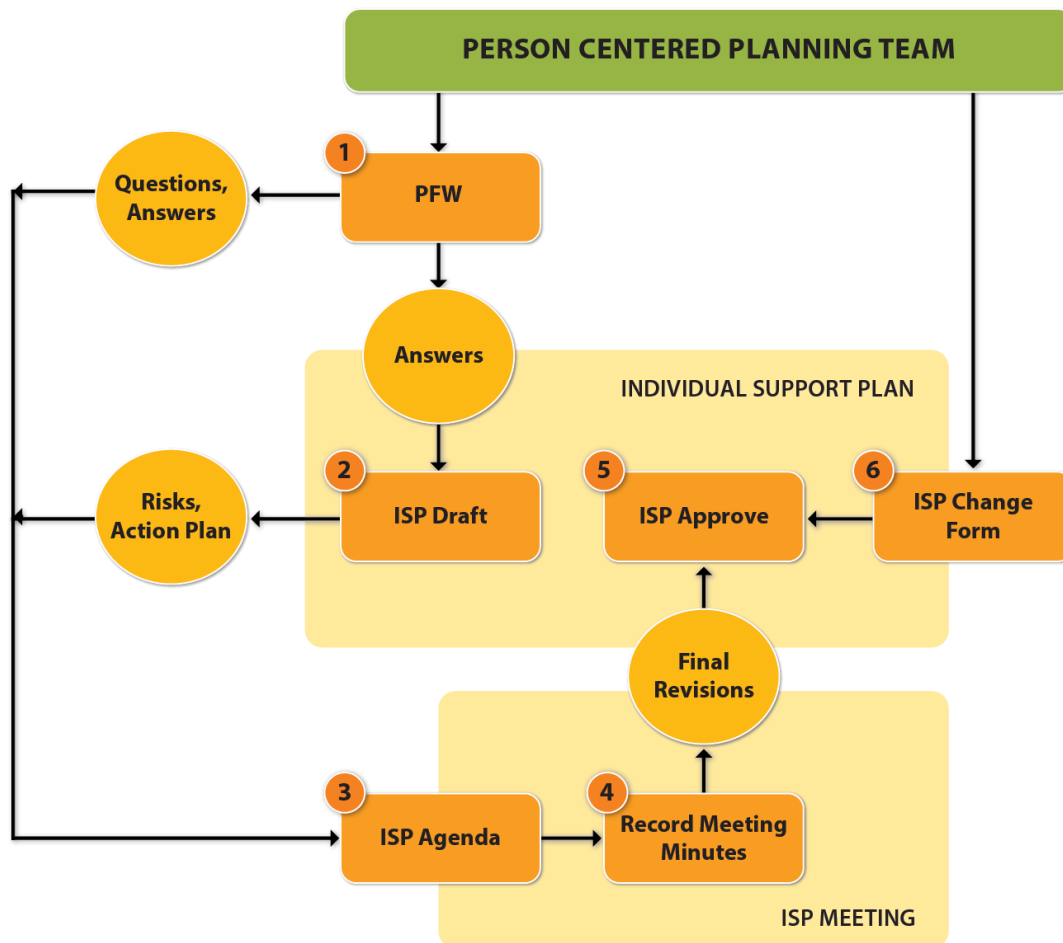 PERSON CENTERED PLANNING TEAM
1
PFW
Questions,
Answers
Answers
INDIVIDUAL SUPPORT PLAN
2
ISP Draft
5
ISP Approve
6
ISP Change
Form
Risks,
Action Plan
Final
Revisions
3
ISP Agenda
4
Record Meeting
Minutes
ISP MEETING